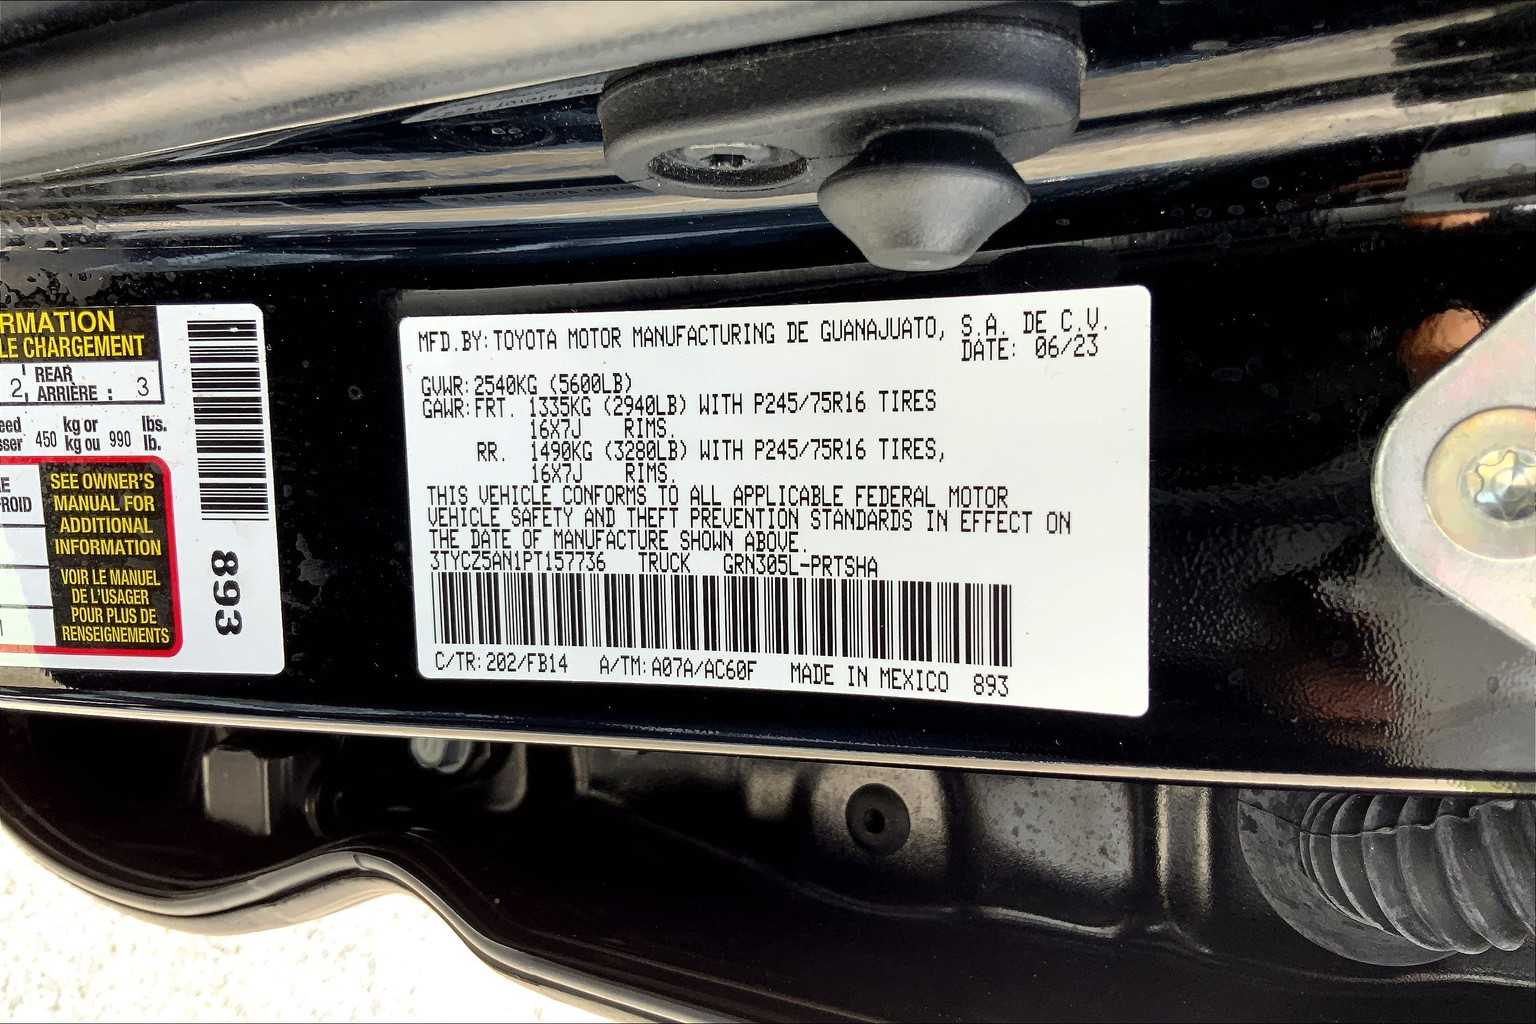 RMATION
LE CHARGEMENT
2, REAR
ARRIÈRE : 3
kg or lbs.
450 kg ou 990 lb.
SEE OWNER'S
MANUAL FOR
ADDITIONAL
INFORMATION
VOIR LE MANUEL
DE L'USAGER
POUR PLUS DE
RENSEIGNEMENTS
893
MFD.BY: TOYOTA MOTOR MANUFACTURING DE GUANAJUATO, S.A. DE C.V.
DATE: 06/23
GVWR: 2540KG (5600LB)
GAWR: FRT. 1335KG (2940LB) WITH P245/75R16 TIRES
16X7J RIMS.
RR. 1490KG (3280LB) WITH P245/75R16 TIRES,
16X7J RIMS.
THIS VEHICLE CONFORMS TO ALL APPLICABLE FEDERAL MOTOR
VEHICLE SAFETY AND THEFT PREVENTION STANDARDS IN EFFECT ON
THE DATE OF MANUFACTURE SHOWN ABOVE.
3TYCZ5AN1PT157736 TRUCK GRN305L-PRTSHA
C/TR: 202/FB14 A/TM: A07A/AC60F MADE IN MEXICO 893